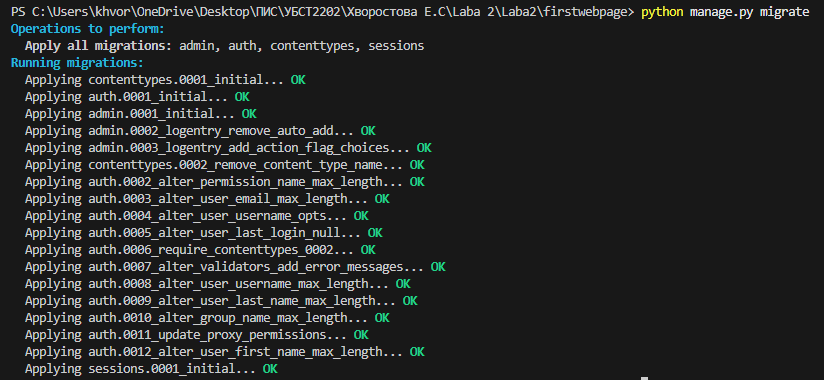 PS C:\Users\khvor\OneDrive\Desktop\ПИС\УБСТ2202\Хворостова Е.С\Laba 2\Laba2\firstwebpage> python manage.py migrate
Operations to perform:
  Apply all migrations: admin, auth, contenttypes, sessions
Running migrations:
  Applying contenttypes.0001_initial... OK
  Applying auth.0001_initial... OK
  Applying admin.0001_initial... OK
  Applying admin.0002_logentry_remove_auto_add... OK
  Applying admin.0003_logentry_add_action_flag_choices... OK
  Applying contenttypes.0002_remove_content_type_name... OK
  Applying auth.0002_alter_permission_name_max_length... OK
  Applying auth.0003_alter_user_email_max_length... OK
  Applying auth.0004_alter_user_username_opts... OK
  Applying auth.0005_alter_user_last_login_null... OK
  Applying auth.0006_require_contenttypes_0002... OK
  Applying auth.0007_alter_validators_add_error_messages... OK
  Applying auth.0008_alter_user_username_max_length... OK
  Applying auth.0009_alter_user_last_name_max_length... OK
  Applying auth.0010_alter_group_name_max_length... OK
  Applying auth.0011_update_proxy_permissions... OK
  Applying auth.0012_alter_user_first_name_max_length... OK
  Applying sessions.0001_initial... OK